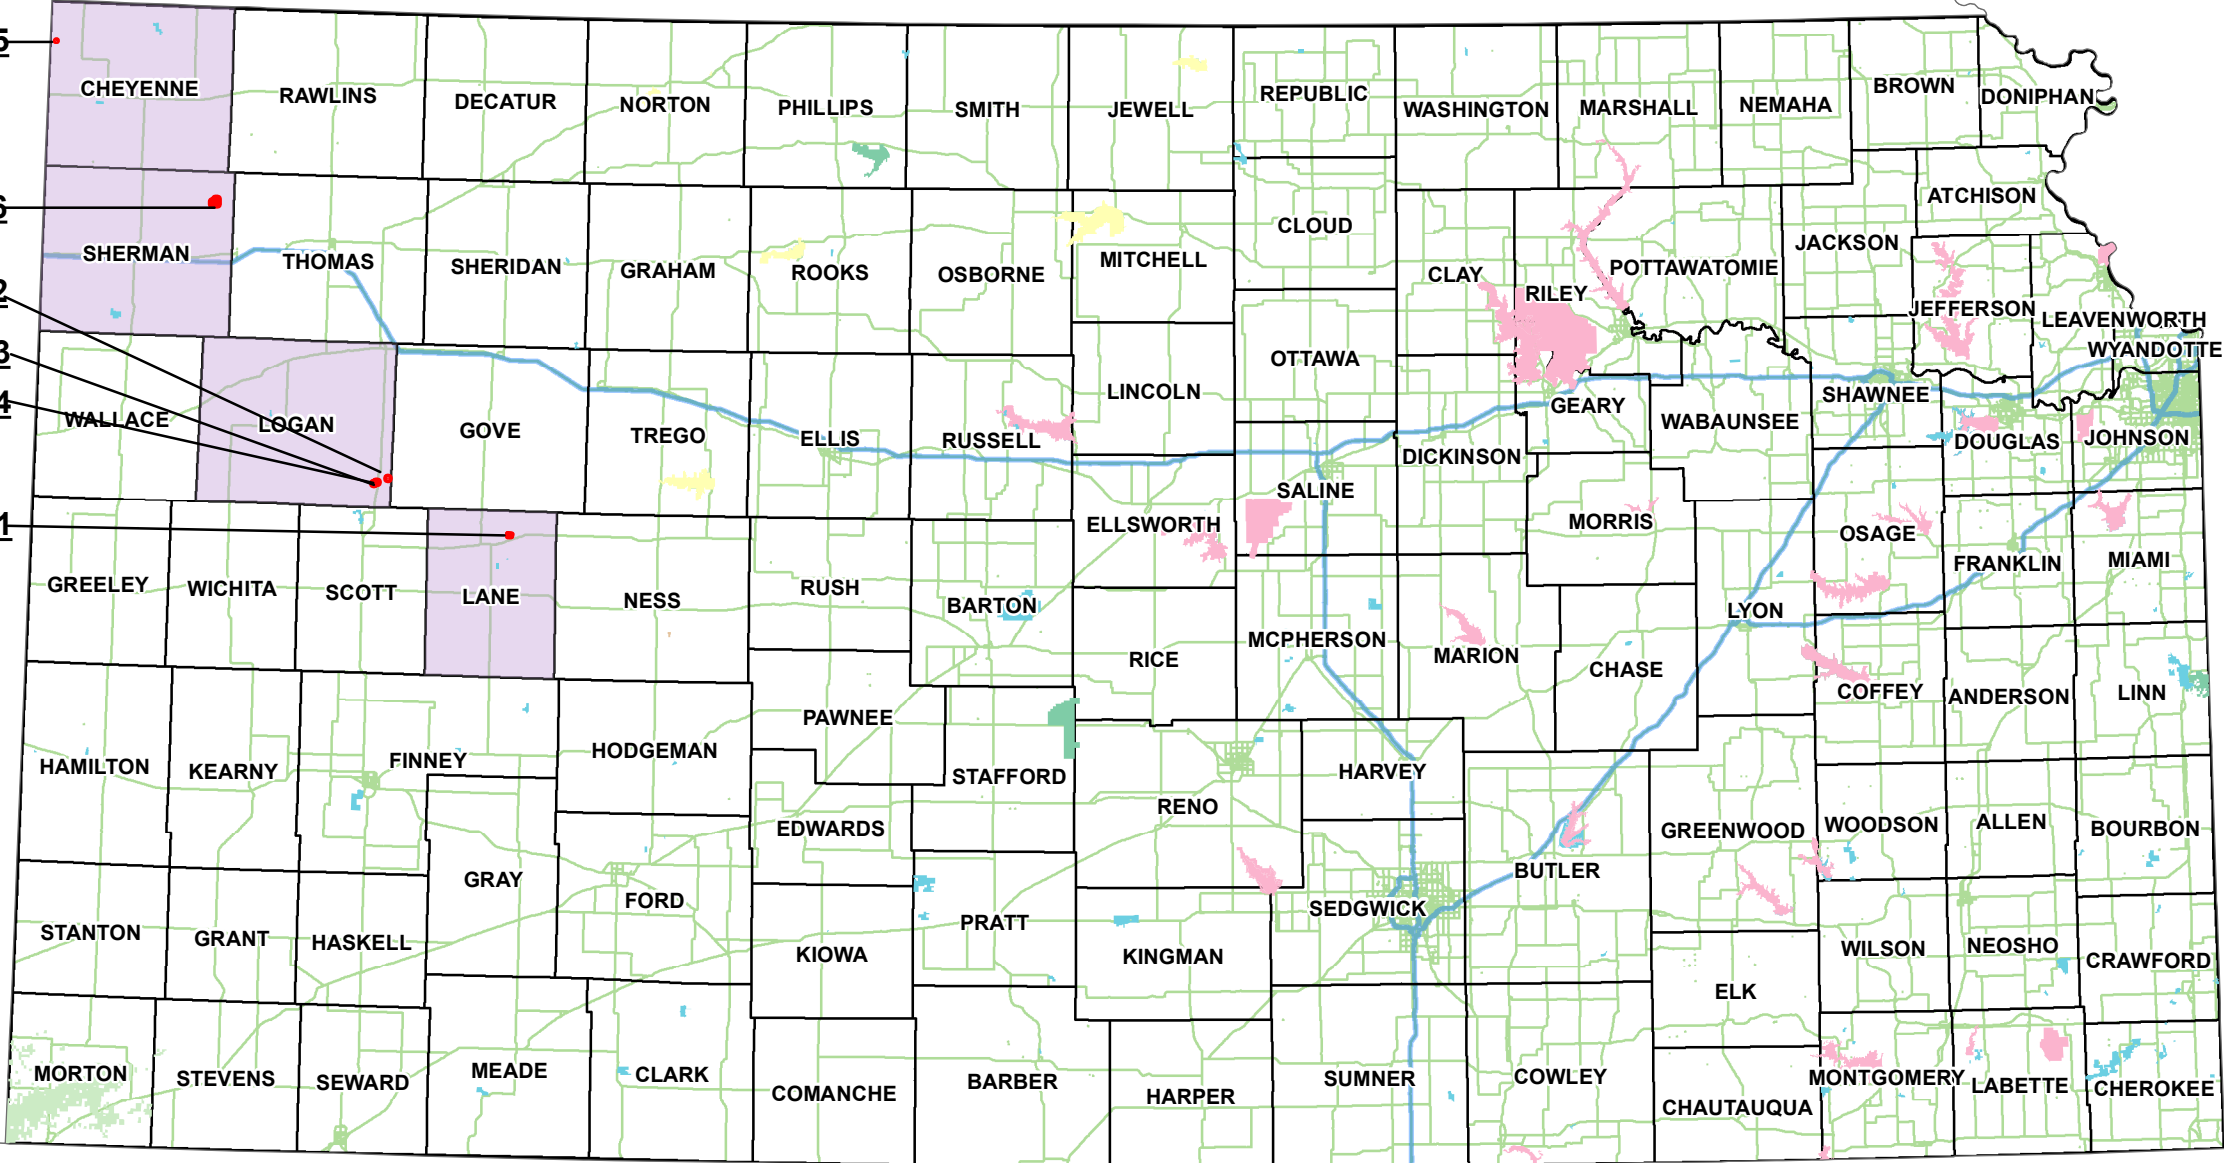 5
CHEYENNE
RAWLINS
DECATUR
NORTON
PHILLIPS
SMITH
JEWELL
REPUBLIC
WASHINGTON
MARSHALL
NEMAHA
BROWN
DONIPHAN
6
SHERMAN
THOMAS
SHERIDAN
GRAHAM
ROOKS
OSBORNE
MITCHELL
CLOUD
CLAY
RILEY
POTTAWATOMIE
JACKSON
ATCHISON
JEFFERSON
LEAVENWORTH
WYANDOTTE
2
3
4
WALLACE
LOGAN
GOVE
TREGO
ELLIS
RUSSELL
LINCOLN
OTTAWA
SALINE
DICKINSON
GEARY
WABAUNSEE
SHAWNEE
DOUGLAS
JOHNSON
1
GREELEY
WICHITA
SCOTT
LANE
NESS
RUSH
BARTON
ELLSWORTH
RICE
MCPHERSON
MARION
MORRIS
CHASE
LYON
OSAGE
FRANKLIN
MIAMI
COFFEY
ANDERSON
LINN
HAMILTON
KEARNY
FINNEY
HODGEMAN
PAWNEE
STAFFORD
RENO
HARVEY
EDWARDS
GRAY
FORD
KIOWA
PRATT
KINGMAN
SEDGWICK
BUTLER
GREENWOOD
WOODSON
ALLEN
BOURBON
STANTON
GRANT
HASKELL
ELK
WILSON
NEOSHO
CRAWFORD
MORTON
STEVENS
SEWARD
MEADE
CLARK
COMANCHE
BARBER
HARPER
SUMNER
COWLEY
CHAUTAUQUA
MONTGOMERY
LABETTE
CHEROKEE